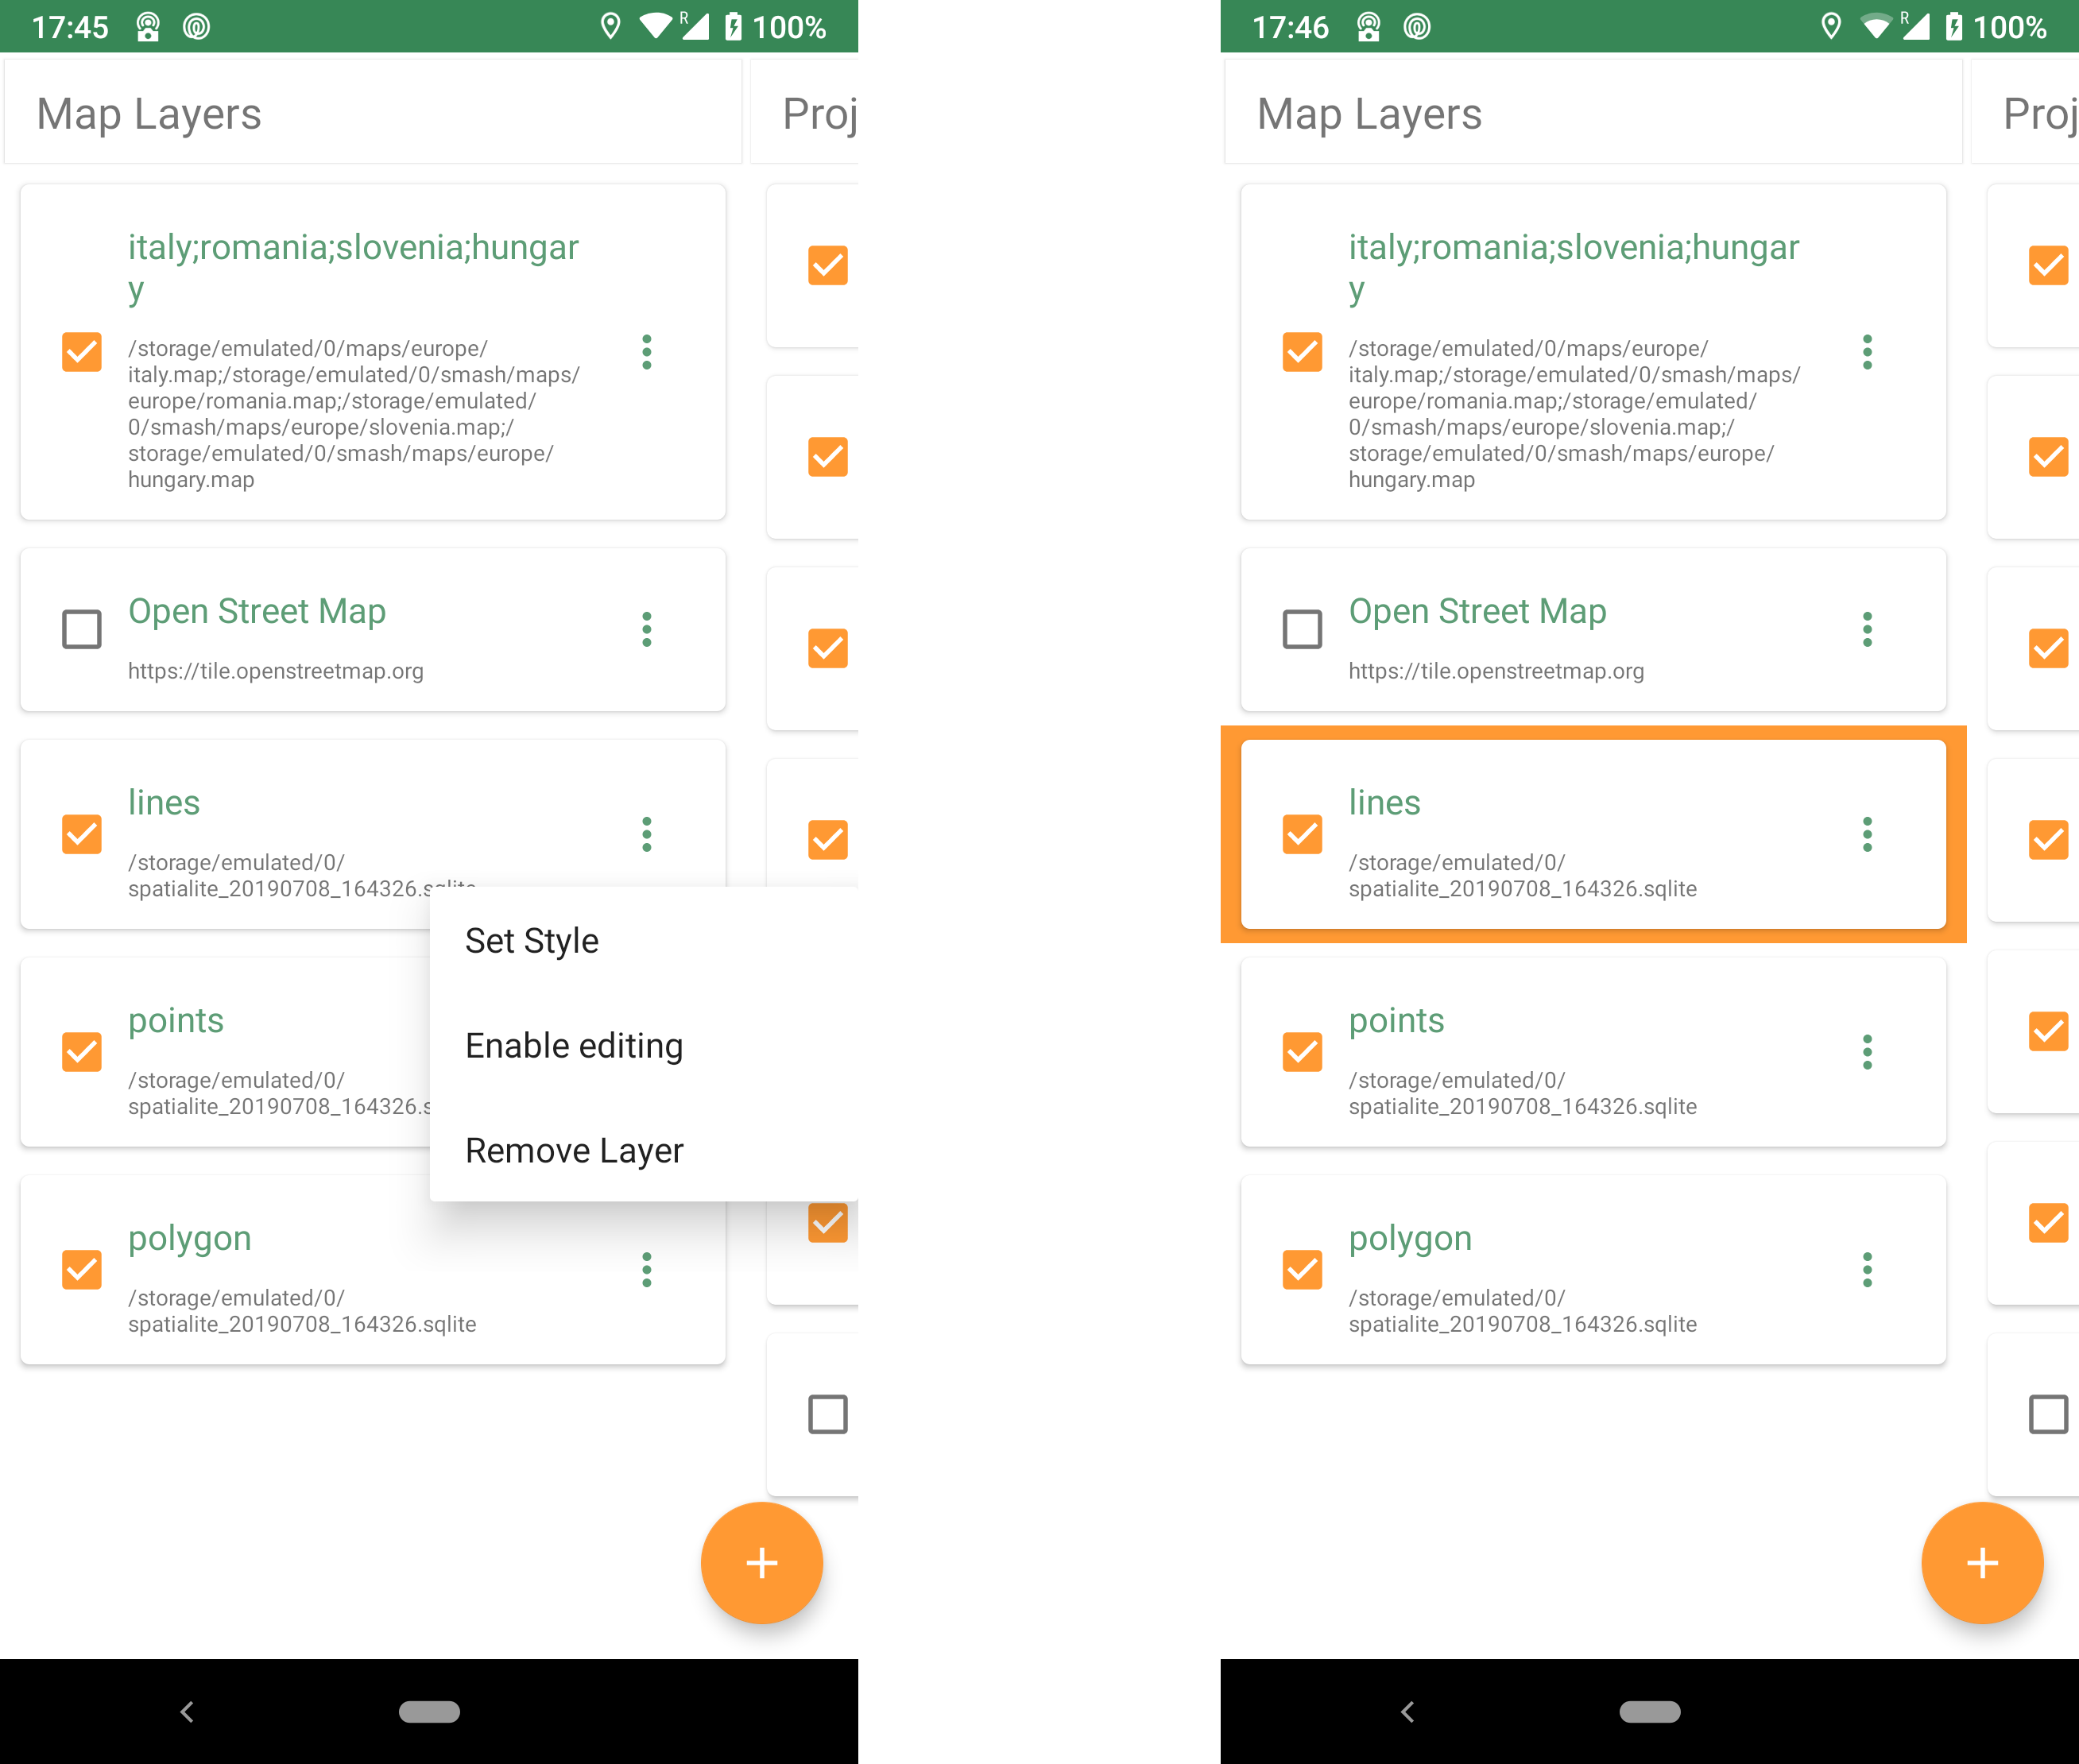 17:45
R
100%
Map Layers
Proj
italy;romania;slovenia;hungar
y
/storage/emulated/0/maps/europe/
italy.map;/storage/emulated/0/smash/maps/
europe/romania.map;/storage/emulated/
0/smash/maps/europe/slovenia.map;/
storage/emulated/0/smash/maps/europe/
hungary.map
Open Street Map
https://tile.openstreetmap.org
lines
/storage/emulated/0/
spatialite_20190708_164326.sqlite
Set Style
Enable editing
Remove Layer
points
/storage/emulated/0/
spatialite_20190708_164326.s
polygon
/storage/emulated/0/
spatialite_20190708_164326.sqlite
17:46
R
100%
Map Layers
Proj
italy;romania;slovenia;hungar
y
/storage/emulated/0/maps/europe/
italy.map;/storage/emulated/0/smash/maps/
europe/romania.map;/storage/emulated/
0/smash/maps/europe/slovenia.map;/
storage/emulated/0/smash/maps/europe/
hungary.map
Open Street Map
https://tile.openstreetmap.org
lines
/storage/emulated/0/
spatialite_20190708_164326.sqlite
points
/storage/emulated/0/
spatialite_20190708_164326.sqlite
polygon
/storage/emulated/0/
spatialite_20190708_164326.sqlite